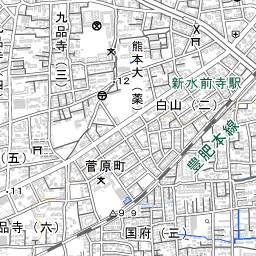 九品寺(三)
熊本大(薬)
・12
新水前寺駅
白山(二)
豊肥本線
(五)
菅原町
・11
9.9
品寺(六)
国府(三)